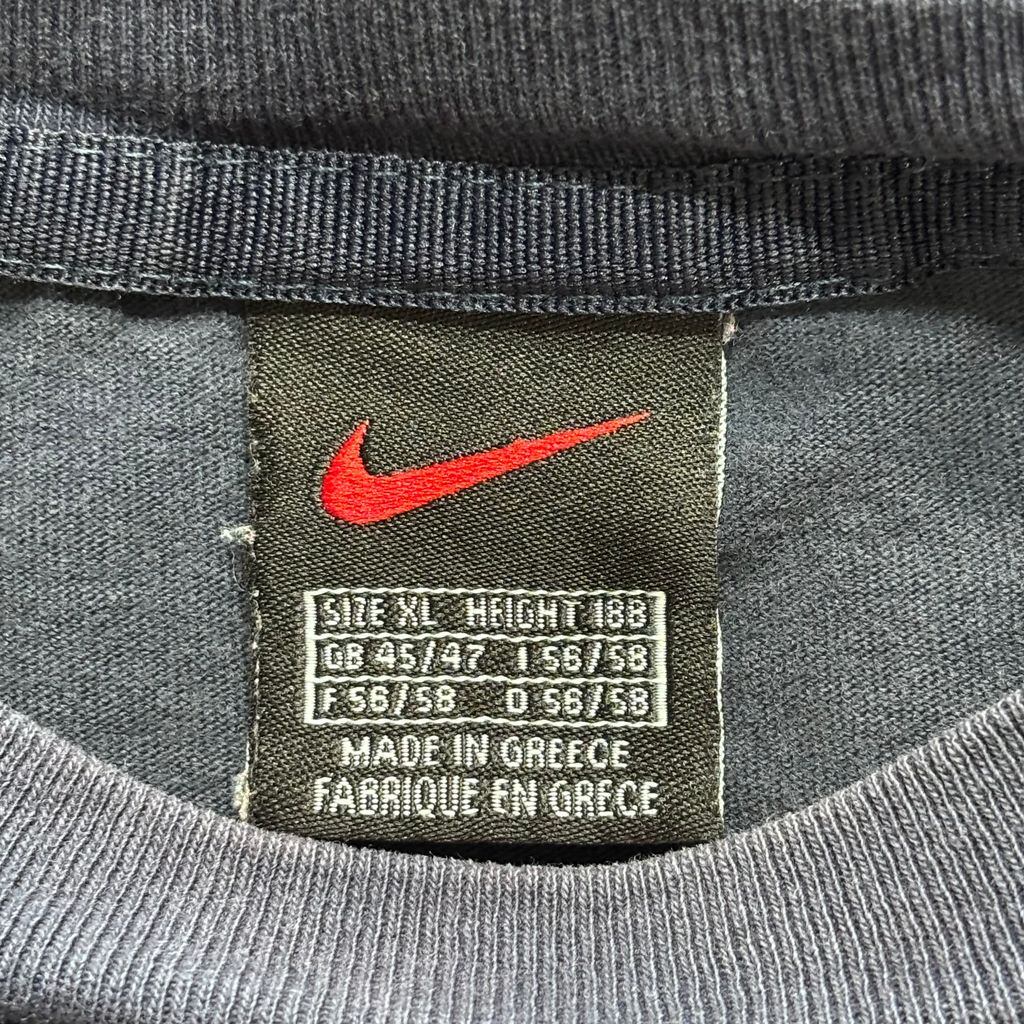 SIZE XL HEIGHT 188
GB 45/47 I 56/58
F 56/58 D 56/58
MADE IN GREECE
FABRIQUE EN GRECE